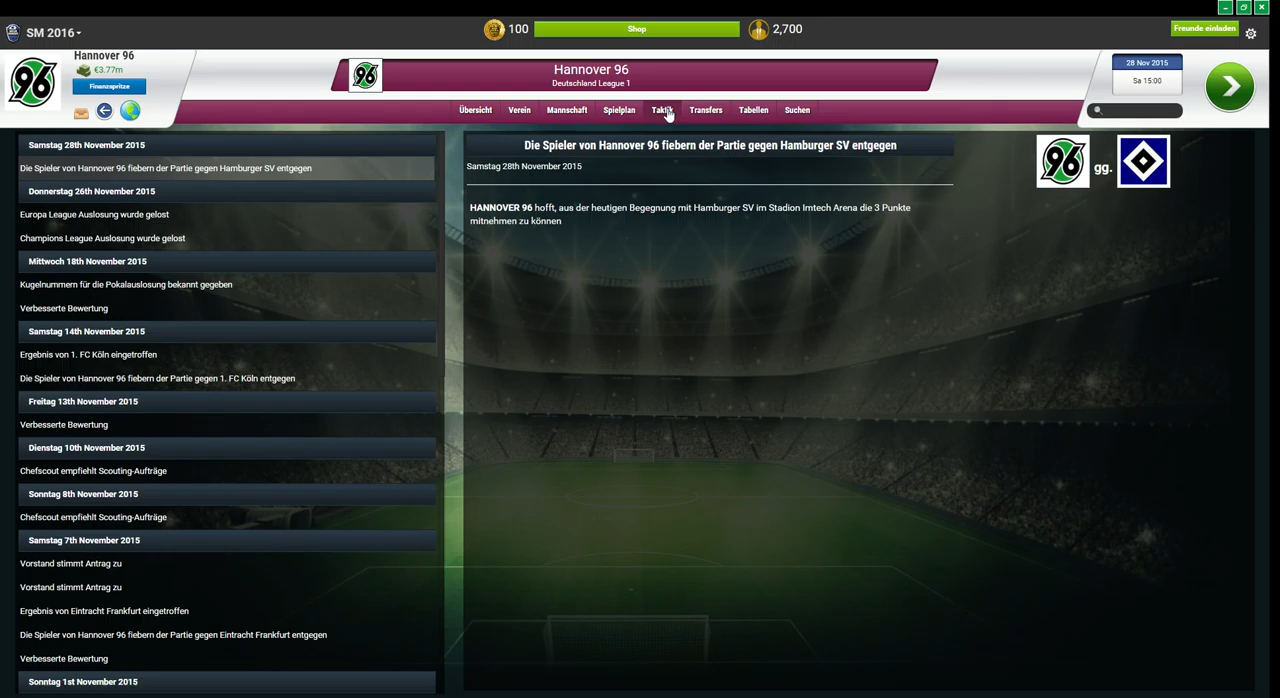 SM 2016
100
Shop
2,700
Freunde einladen
Hannover 96
€3.77m
Finanzspritze
96
96
Hannover 96
Deutschland League 1
28 Nov 2015
Sa 15:00
Übersicht Verein Mannschaft Spielplan Taktik Transfers Tabellen Suchen
Samstag 28th November 2015
Die Spieler von Hannover 96 fiebern der Partie gegen Hamburger SV entgegen
Donnerstag 26th November 2015
Europa League Auslosung wurde gelost
Champions League Auslosung wurde gelost
Mittwoch 18th November 2015
Kugelnummern für die Pokalauslosung bekannt gegeben
Verbesserte Bewertung
Samstag 14th November 2015
Ergebnis von 1. FC Köln eingetroffen
Die Spieler von Hannover 96 fiebern der Partie gegen 1. FC Köln entgegen
Freitag 13th November 2015
Verbesserte Bewertung
Dienstag 10th November 2015
Chefscout empfiehlt Scouting-Aufträge
Sonntag 8th November 2015
Chefscout empfiehlt Scouting-Aufträge
Samstag 7th November 2015
Vorstand stimmt Antrag zu
Vorstand stimmt Antrag zu
Ergebnis von Eintracht Frankfurt eingetroffen
Die Spieler von Hannover 96 fiebern der Partie gegen Eintracht Frankfurt entgegen
Verbesserte Bewertung
Sonntag 1st November 2015
Die Spieler von Hannover 96 fiebern der Partie gegen Hamburger SV entgegen
Samstag 28th November 2015
HANNOVER 96 hofft, aus der heutigen Begegnung mit Hamburger SV im Stadion Imtech Arena die 3 Punkte
mitnehmen zu können
96 gg.